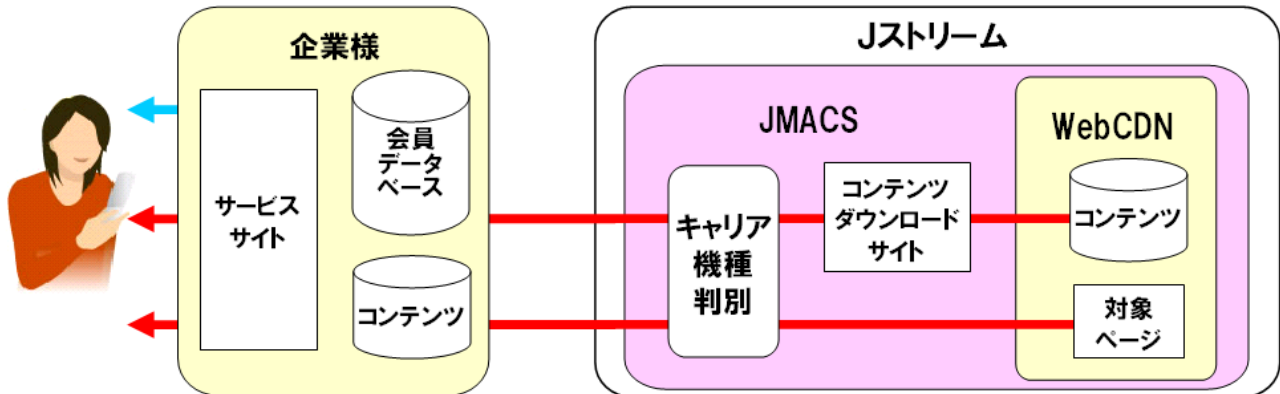 企業様
サービス
サイト
会員
データ
ベース
コンテンツ
Jストリーム
JMACS
キャリア
機種
判別
コンテンツ
ダウンロード
サイト
WebCDN
コンテンツ
対象
ページ